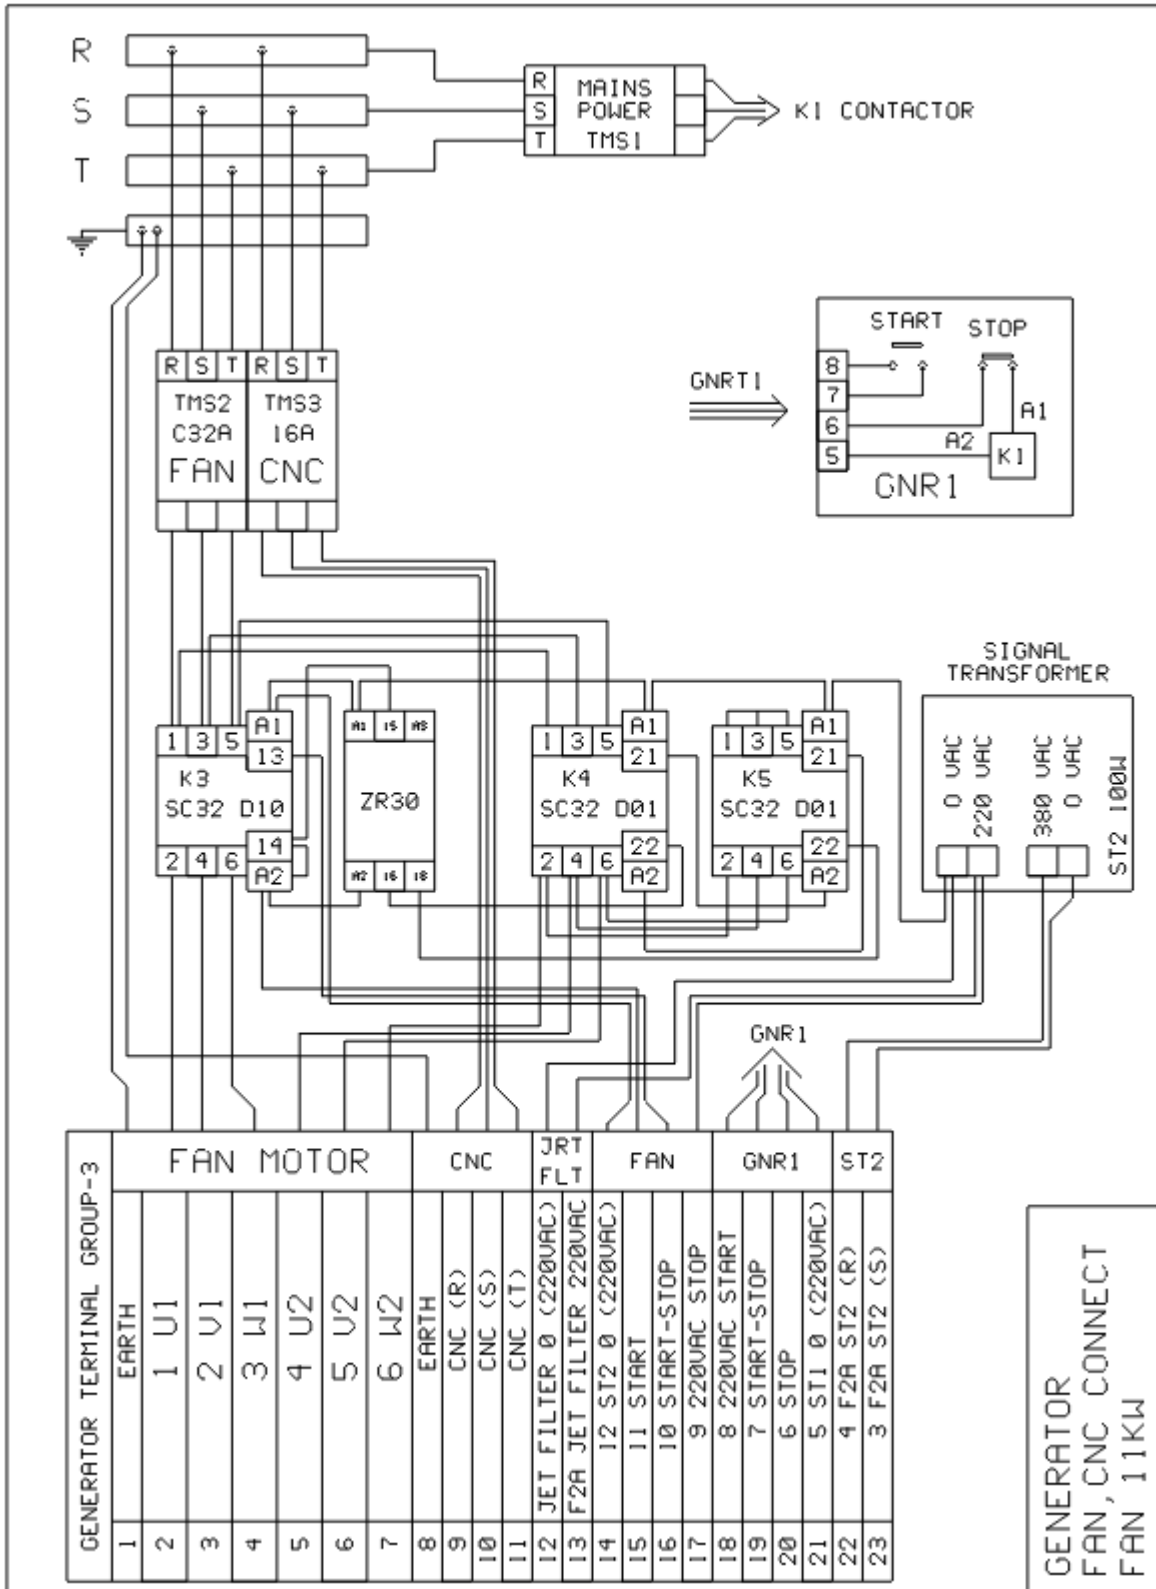 R
S
T
R
S
T
MAINS
POWER
TMS1
K1 CONTACTOR
GNRT1
START
STOP
8
7
6
5
A1
A2
K1
GNR1
R S T
R S T
TMS2
C32A
FAN
TMS3
16A
CNC
A1
1 3 5
13
K3
SC32 D10
14
2 4 6
A2
A1 15 A3
ZR30
A2 16 18
A1
1 3 5
21
K4
SC32 D01
22
2 4 6
A2
A1
1 3 5
21
K5
SC32 D01
22
2 4 6
A2
SIGNAL
TRANSFORMER
0 VAC
220 VAC
380 VAC
0 VAC
ST2 100W
GNR1
GENERATOR TERMINAL GROUP-3
FAN MOTOR
CNC
JRT
FLT
FAN
GNR1
ST2
EARTH
1 U1
2 V1
3 W1
4 U2
5 V2
6 W2
EARTH
CNC (R)
CNC (S)
CNC (T)
JET FILTER 0 (220VAC)
F2A JET FILTER 220VAC
12 ST2 0 (220VAC)
11 START
10 START-STOP
9 220VAC STOP
8 220VAC START
7 START-STOP
6 STOP
5 ST1 0 (220VAC)
4 F2A ST2 (R)
3 F2A ST2 (S)
1
2
3
4
5
6
7
8
9
10
11
12
13
14
15
16
17
18
19
20
21
22
23
GENERATOR
FAN,CNC CONNECT
FAN 11KW